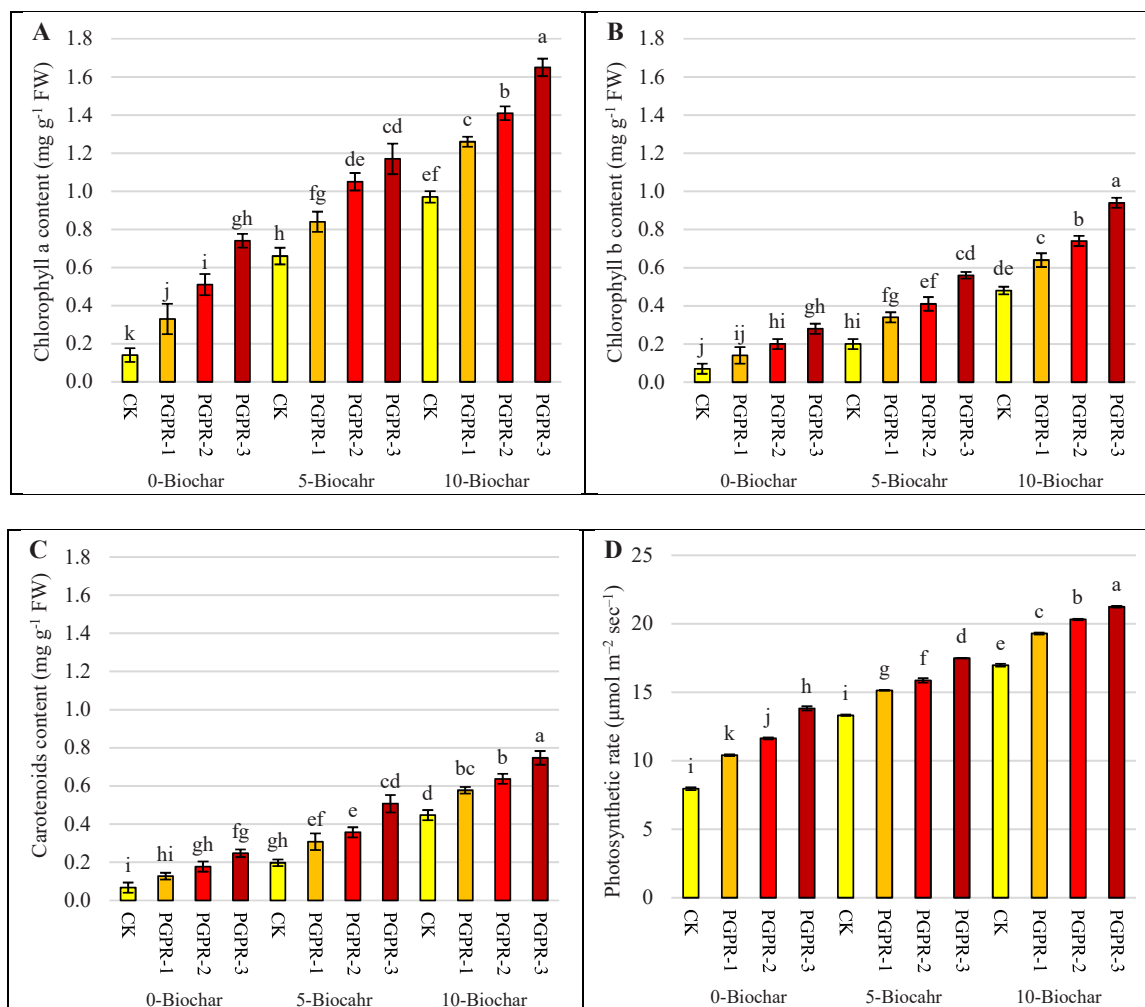 A
Chlorophyll a content (mg g⁻¹ FW)
1.8
1.6
1.4
1.2
1.0
0.8
0.6
0.4
0.2
0.0
k
j
i
gh
h
fg
de
cd
ef
c
b
a
CK
PGPR-1
PGPR-2
PGPR-3
CK
PGPR-1
PGPR-2
PGPR-3
CK
PGPR-1
PGPR-2
PGPR-3
0-Biochar
5-Biocahr
10-Biochar
B
Chlorophyll b content (mg g⁻¹ FW)
1.8
1.6
1.4
1.2
1.0
0.8
0.6
0.4
0.2
0.0
j
ij
hi
gh
hi
fg
ef
cd
de
c
b
a
CK
PGPR-1
PGPR-2
PGPR-3
CK
PGPR-1
PGPR-2
PGPR-3
CK
PGPR-1
PGPR-2
PGPR-3
0-Biochar
5-Biocahr
10-Biochar
C
Carotenoids content (mg g⁻¹ FW)
1.8
1.6
1.4
1.2
1.0
0.8
0.6
0.4
0.2
0.0
i
hi
gh
fg
gh
ef
e
cd
d
bc
b
a
CK
PGPR-1
PGPR-2
PGPR-3
CK
PGPR-1
PGPR-2
PGPR-3
CK
PGPR-1
PGPR-2
PGPR-3
0-Biochar
5-Biocahr
10-Biochar
D
Photosynthetic rate (µmol m⁻² sec⁻¹)
25
20
15
10
5
0
i
k
j
h
i
g
f
d
e
c
b
a
CK
PGPR-1
PGPR-2
PGPR-3
CK
PGPR-1
PGPR-2
PGPR-3
CK
PGPR-1
PGPR-2
PGPR-3
0-Biochar
5-Biocahr
10-Biochar